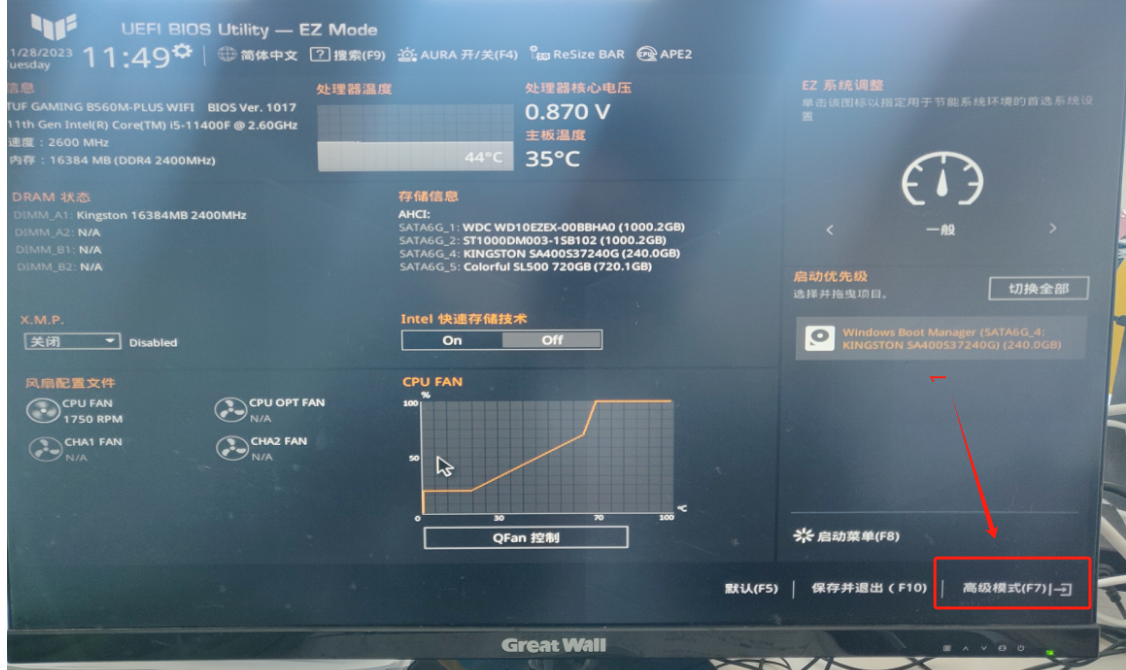 UEFI BIOS Utility — EZ Mode
1/28/2023
uesday
11:49
简体中文
?搜索(F9)
AURA 开/关(F4)
ReSize BAR
APE2
信息
TUF GAMING B560M-PLUS WIFI BIOS Ver. 1017
11th Gen Intel(R) Core(TM) i5-11400F @ 2.60GHz
速度：2600 MHz
内存：16384 MB (DDR4 2400MHz)
处理器温度
44°C
处理器核心电压
0.870 V
主板温度
35°C
EZ 系统调整
单击该图标以指定用于节能系统环境的首选系统设
置
< 一般 >
DRAM 状态
DIMM_A1: Kingston 16384MB 2400MHz
DIMM_A2: N/A
DIMM_B1: N/A
DIMM_B2: N/A
存储信息
AHCI:
SATA6G_1: WDC WD10EZEX-00BBHA0 (1000.2GB)
SATA6G_2: ST1000DM003-1SB102 (1000.2GB)
SATA6G_4: KINGSTON SA400S37240G (240.0GB)
SATA6G_5: Colorful SL500 720GB (720.1GB)
启动优先级
选择并拖曳项目。
切换全部
Windows Boot Manager (SATA6G_4:
KINGSTON SA400S37240G) (240.0GB)
X.M.P.
关闭
Disabled
Intel 快速存储技术
On
Off
风扇配置文件
CPU FAN
1750 RPM
CPU OPT FAN
N/A
CHA1 FAN
N/A
CHA2 FAN
N/A
CPU FAN
%
100
50
0
30
70
100
°C
QFan 控制
1
启动菜单(F8)
默认(F5)
保存并退出（F10)
高级模式(F7)
Great Wall